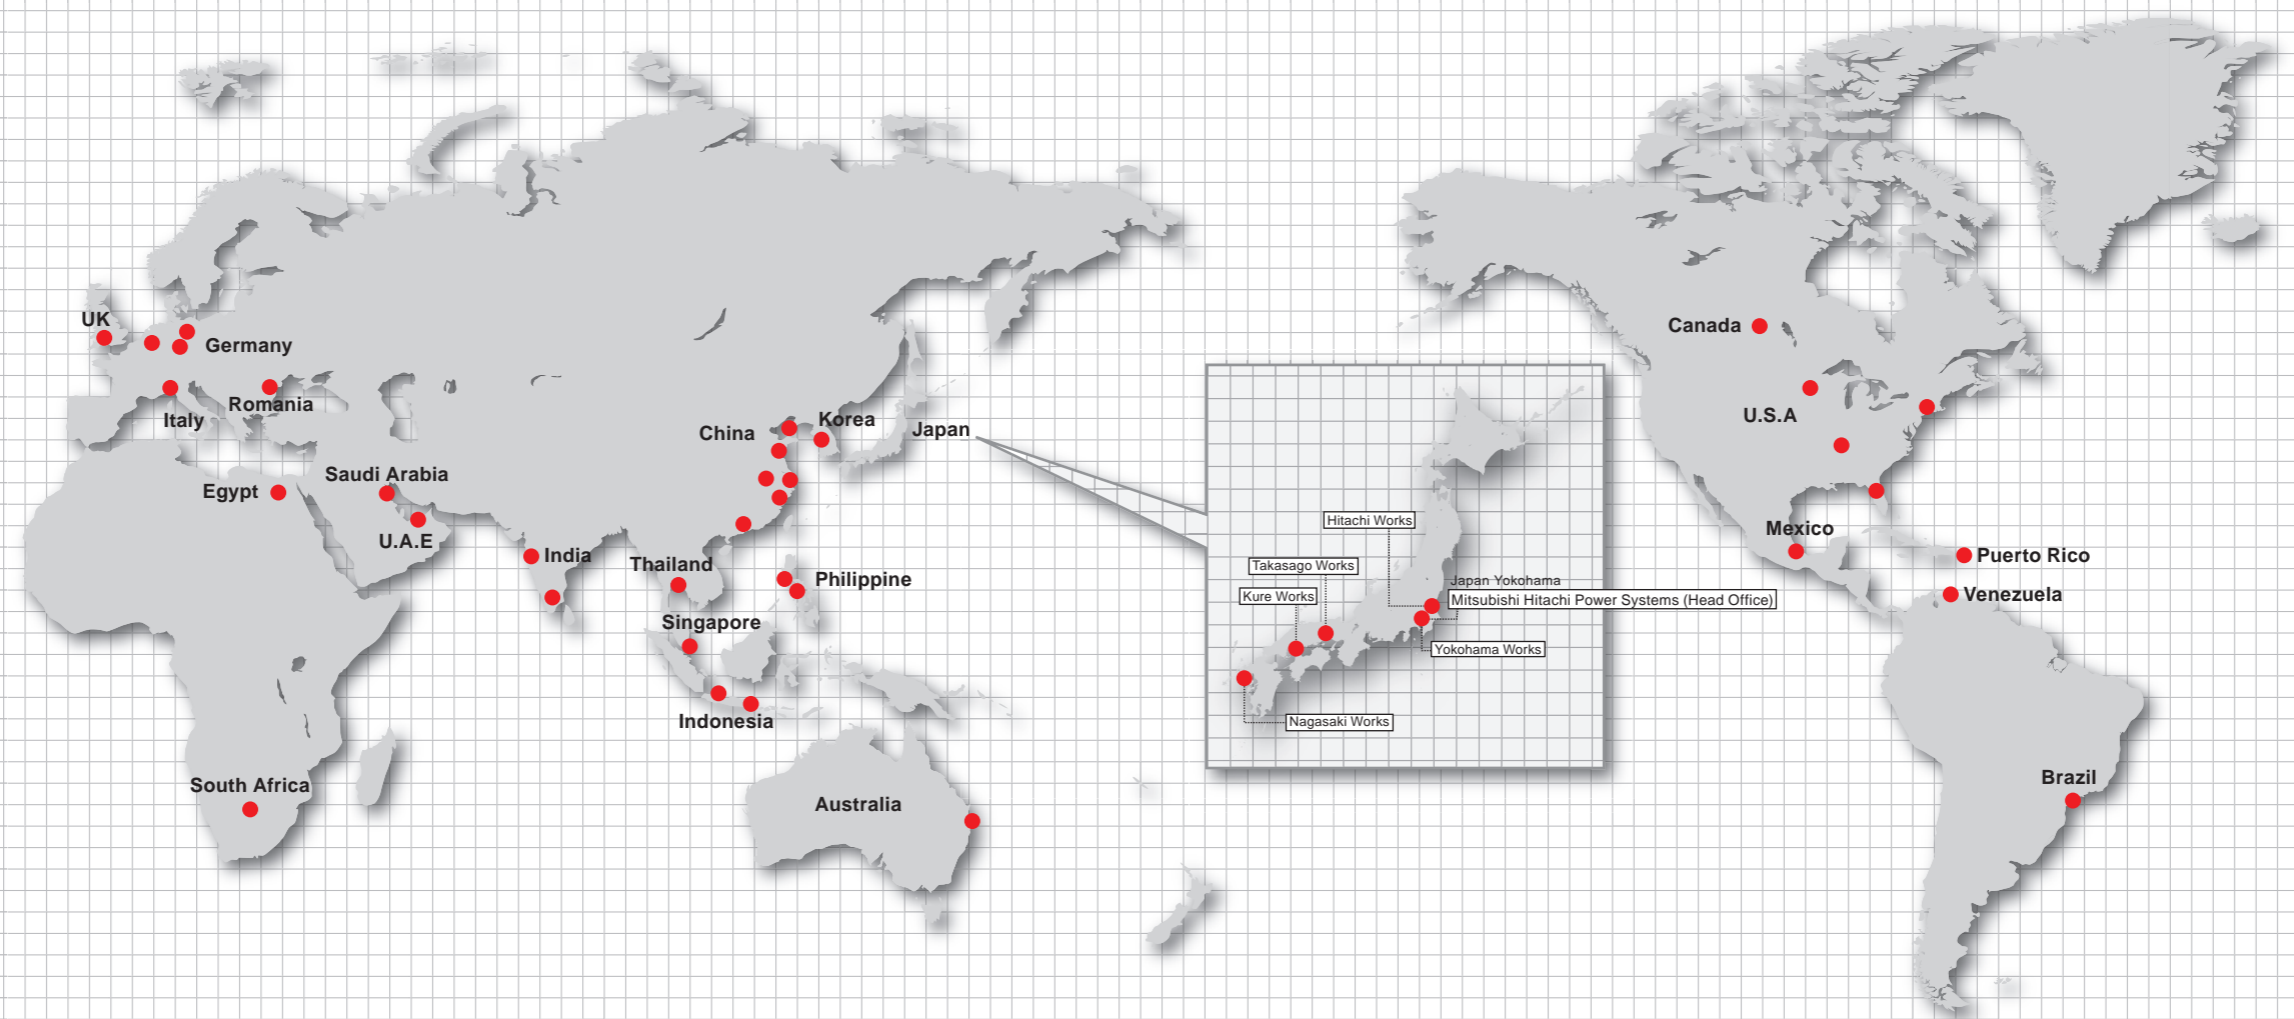 UK
Germany
Romania
Italy
Saudi Arabia
Egypt
U.A.E
India
China
Korea
Japan
Thailand
Philippine
Singapore
Indonesia
South Africa
Australia
Hitachi Works
Takasago Works
Japan Yokohama
Kure Works
Mitsubishi Hitachi Power Systems (Head Office)
Yokohama Works
Nagasaki Works
Canada
U.S.A
Mexico
Puerto Rico
Venezuela
Brazil